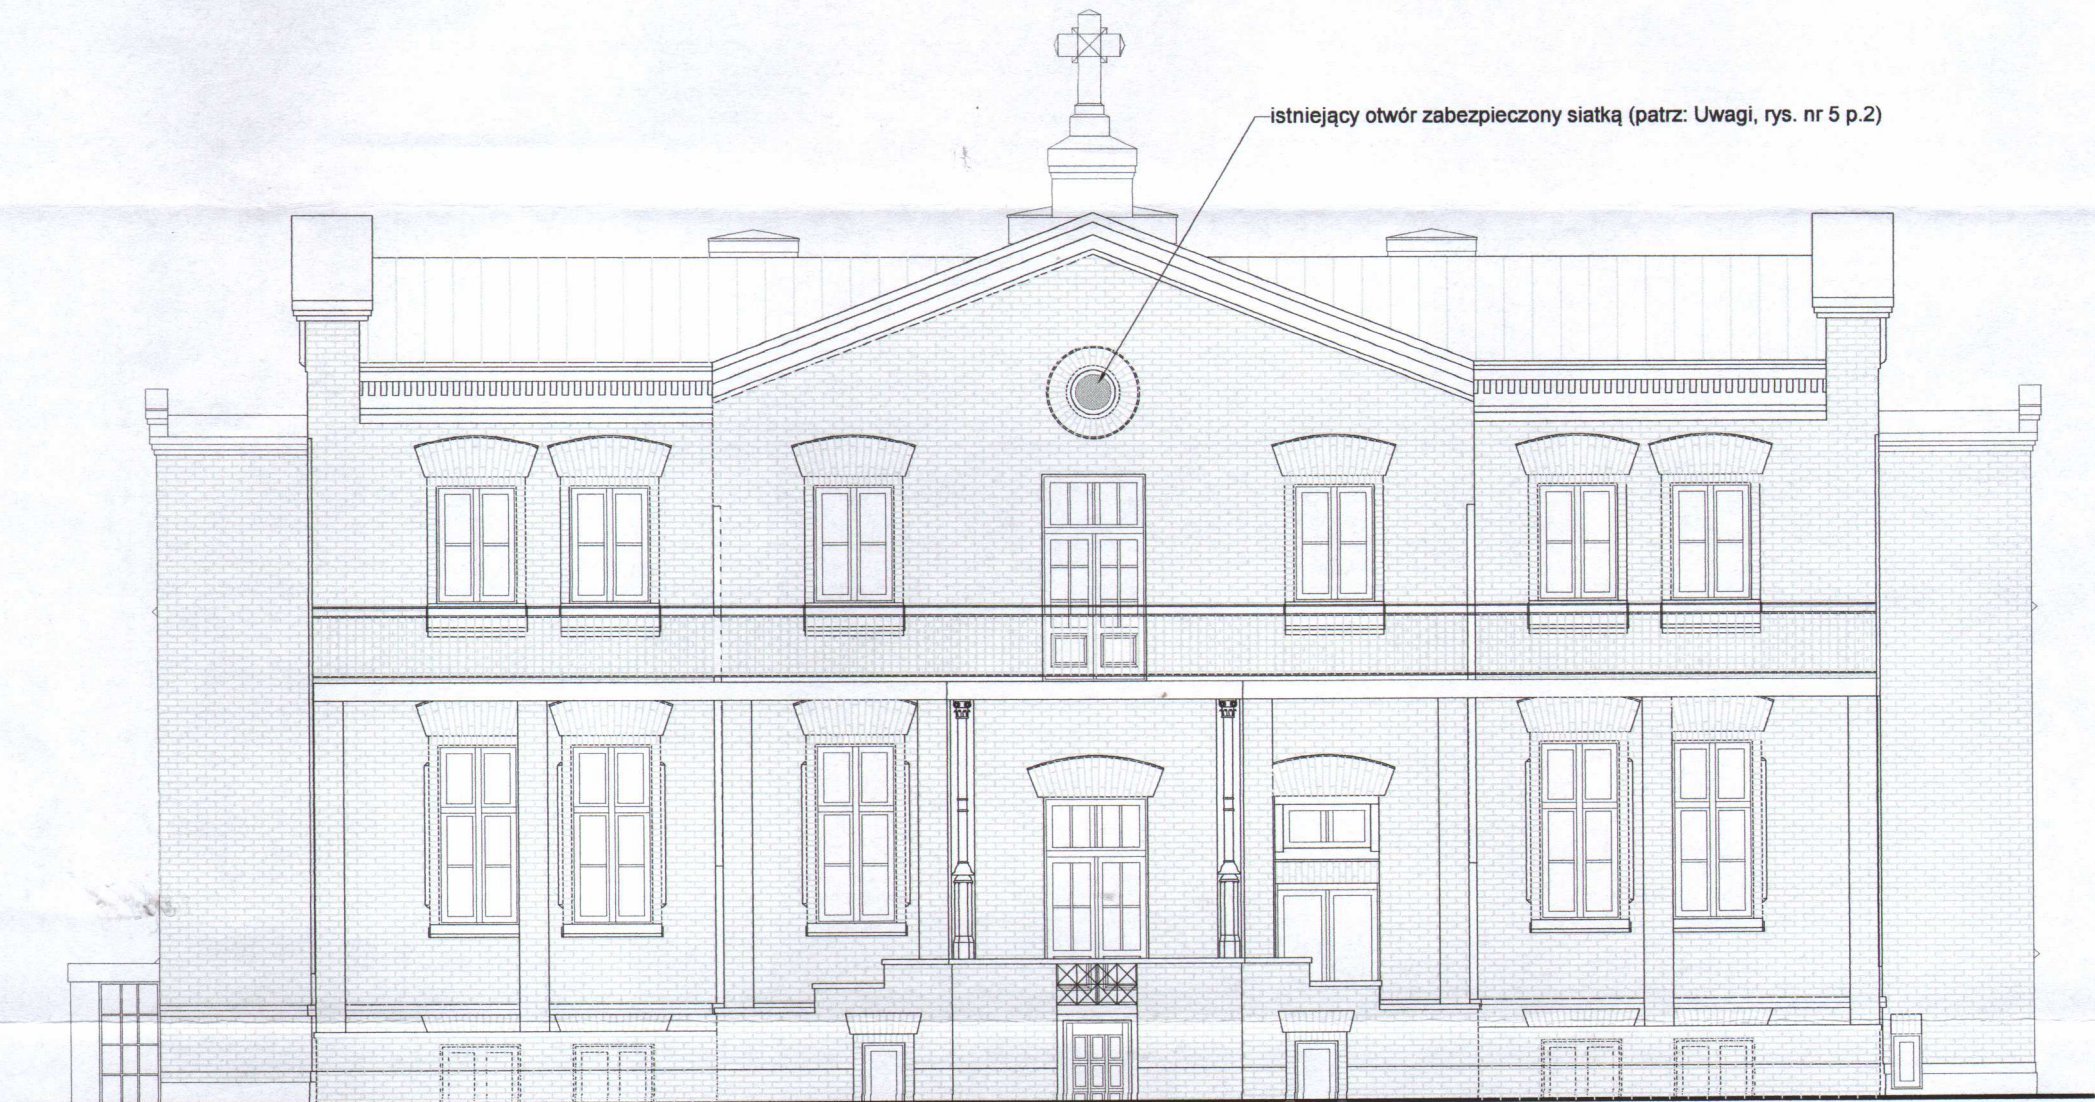 istniejący otwór zabezpieczony siatką (patrz: Uwagi, rys. nr 5 p.2)